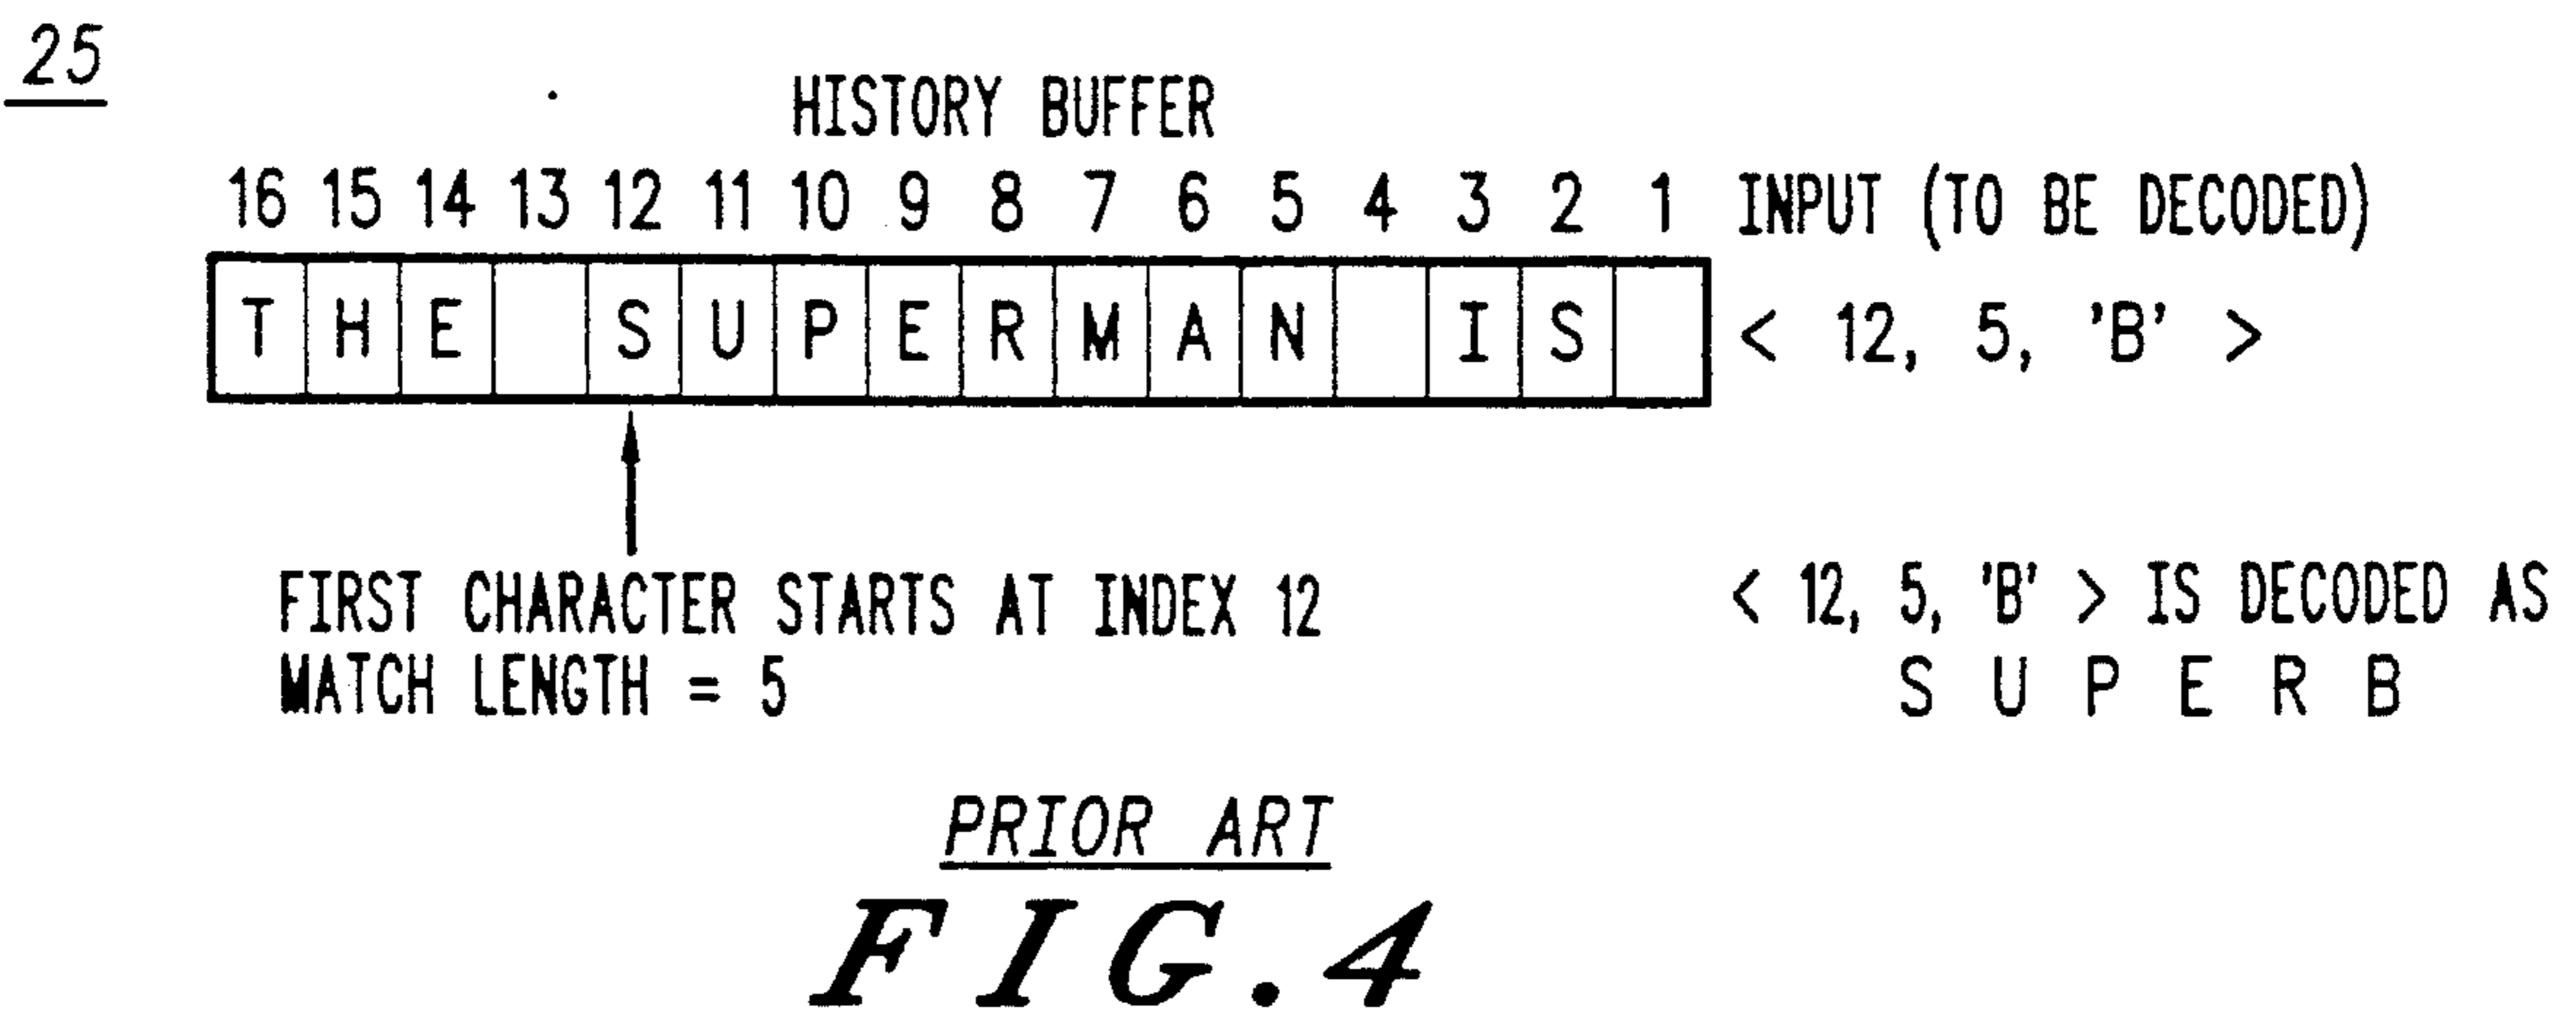 25
HISTORY BUFFER
16 15 14 13 12 11 10 9 8 7 6 5 4 3 2 1 INPUT (TO BE DECODED)
T H E S U P E R M A N I S < 12, 5, 'B' >
FIRST CHARACTER STARTS AT INDEX 12 < 12, 5, 'B' > IS DECODED AS
MATCH LENGTH = 5 S U P E R B
PRIOR ART
FIG.4